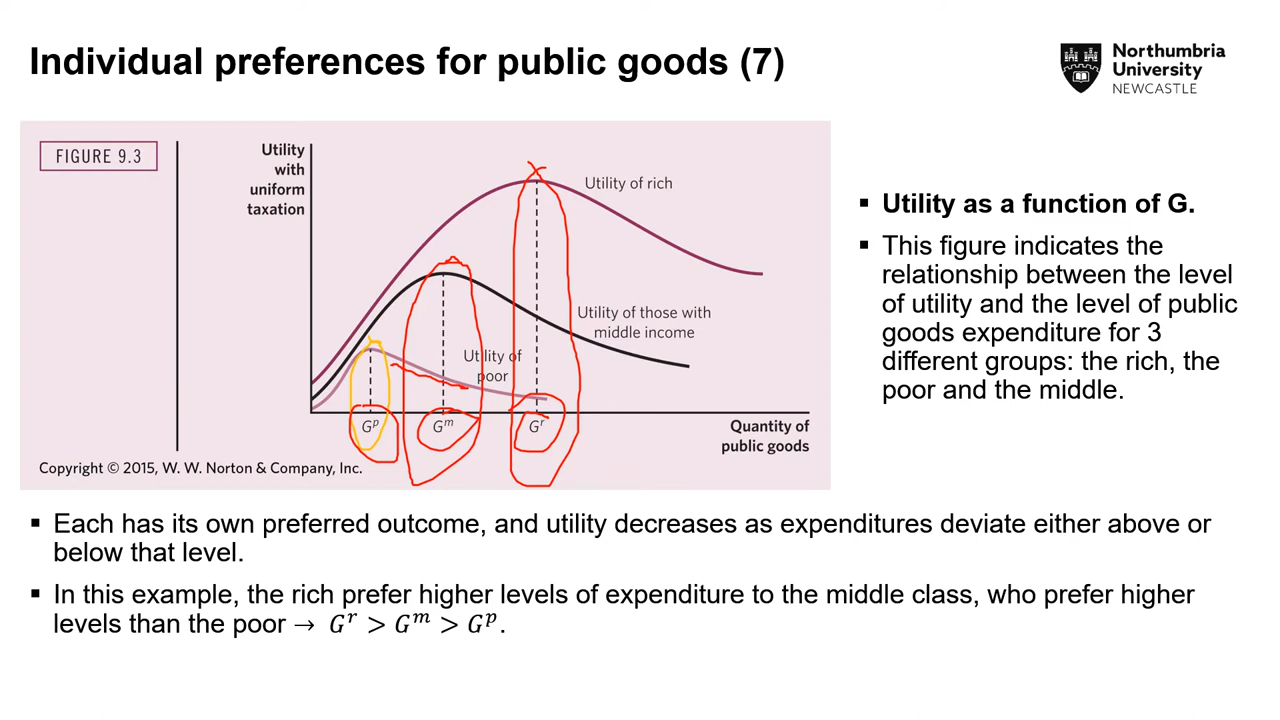 Individual preferences for public goods (7)
Northumbria
University
NEWCASTLE
FIGURE 9.3
Utility
with
uniform
taxation
Utility of rich
Utility of those with
middle income
Utility of
poor
Gᵖ
Gᵐ
Gʳ
Quantity of
public goods
Copyright © 2015, W. W. Norton & Company, Inc.
▪ Utility as a function of G.
▪ This figure indicates the
relationship between the level
of utility and the level of public
goods expenditure for 3
different groups: the rich, the
poor and the middle.
▪ Each has its own preferred outcome, and utility decreases as expenditures deviate either above or
below that level.
▪ In this example, the rich prefer higher levels of expenditure to the middle class, who prefer higher
levels than the poor → Gʳ > Gᵐ > Gᵖ.